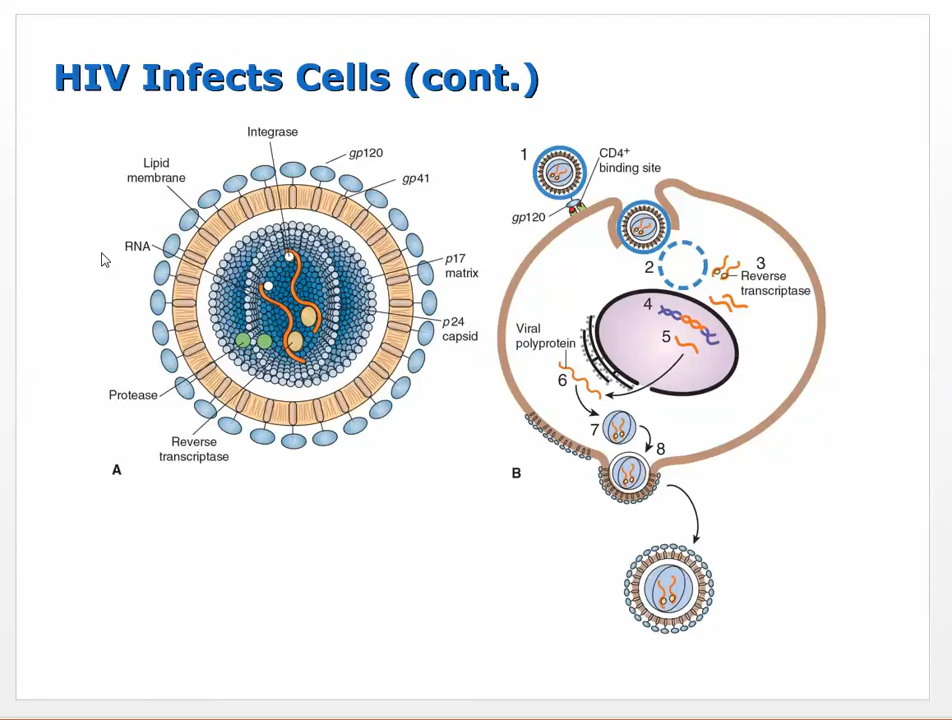 HIV Infects Cells (cont.)
Integrase
gp120
Lipid
membrane
gp41
RNA
p17
matrix
p24
capsid
Protease
Reverse
transcriptase
A
1
CD4+
binding site
gp120
2
3
Reverse
transcriptase
4
5
Viral
polyprotein
6
7
8
B